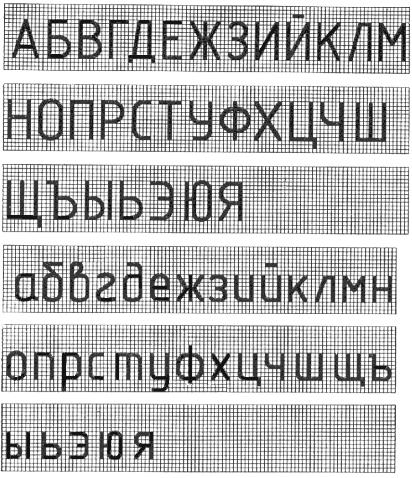 АБВГДЕЖЗИЙКЛМ
НОПРСТУФХЦЧШ
ЩЪЫЬЭЮЯ
абвгдежзийклмн
опрстуфхцчшщъ
ыьэюя